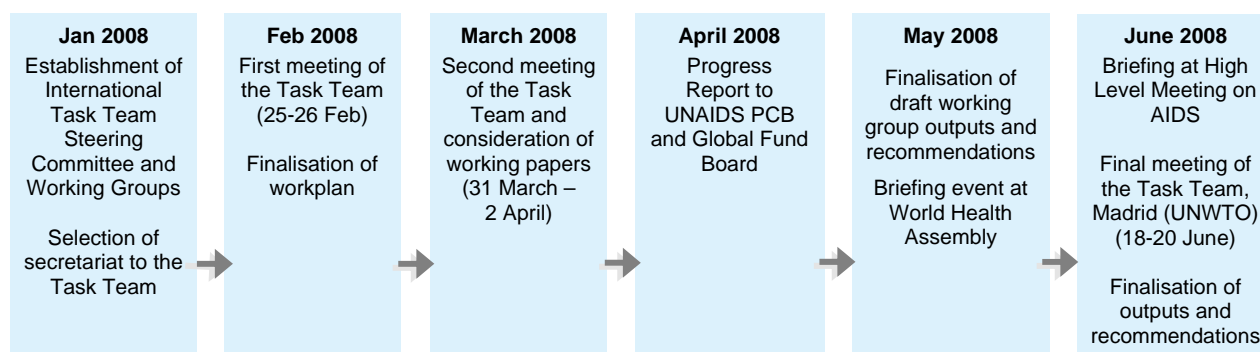 Jan 2008
Establishment of
International
Task Team
Steering
Committee and
Working Groups
Selection of
secretariat to the
Task Team
Feb 2008
First meeting of
the Task Team
(25-26 Feb)
Finalisation of
workplan
March 2008
Second meeting
of the Task
Team and
consideration of
working papers
(31 March –
2 April)
April 2008
Progress
Report to
UNAIDS PCB
and Global Fund
Board
May 2008
Finalisation of
draft working
group outputs and
recommendations
Briefing event at
World Health
Assembly
June 2008
Briefing at High
Level Meeting on
AIDS
Final meeting of
the Task Team,
Madrid (UNWTO)
(18-20 June)
Finalisation of
outputs and
recommendations